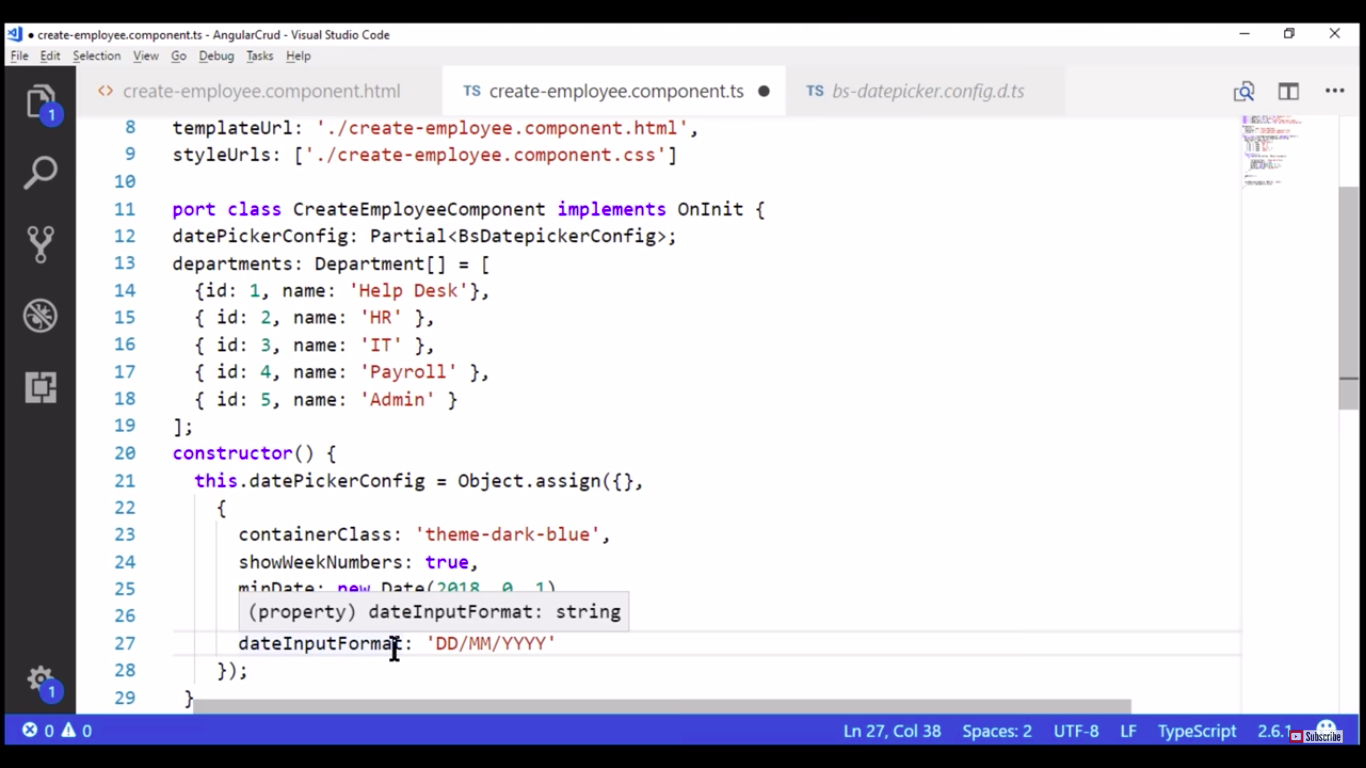 ● create-employee.component.ts - AngularCrud - Visual Studio Code
File Edit Selection View Go Debug Tasks Help
create-employee.component.html TS create-employee.component.ts ● TS bs-datepicker.config.d.ts
8 templateUrl: './create-employee.component.html',
9 styleUrls: ['./create-employee.component.css']
10
11 port class CreateEmployeeComponent implements OnInit {
12 datePickerConfig: Partial<BsDatepickerConfig>;
13 departments: Department[] = [
14 {id: 1, name: 'Help Desk'},
15 { id: 2, name: 'HR' },
16 { id: 3, name: 'IT' },
17 { id: 4, name: 'Payroll' },
18 { id: 5, name: 'Admin' }
19 ];
20 constructor() {
21 this.datePickerConfig = Object.assign({},
22 {
23 containerClass: 'theme-dark-blue',
24 showWeekNumbers: true,
25 minDate: new Date(2018, 0, 1)
26 (property) dateInputFormat: string
27 dateInputFormat: 'DD/MM/YYYY'
28 });
29 }
1
1
0 0 Ln 27, Col 38 Spaces: 2 UTF-8 LF TypeScript 2.6.1
Subscribe